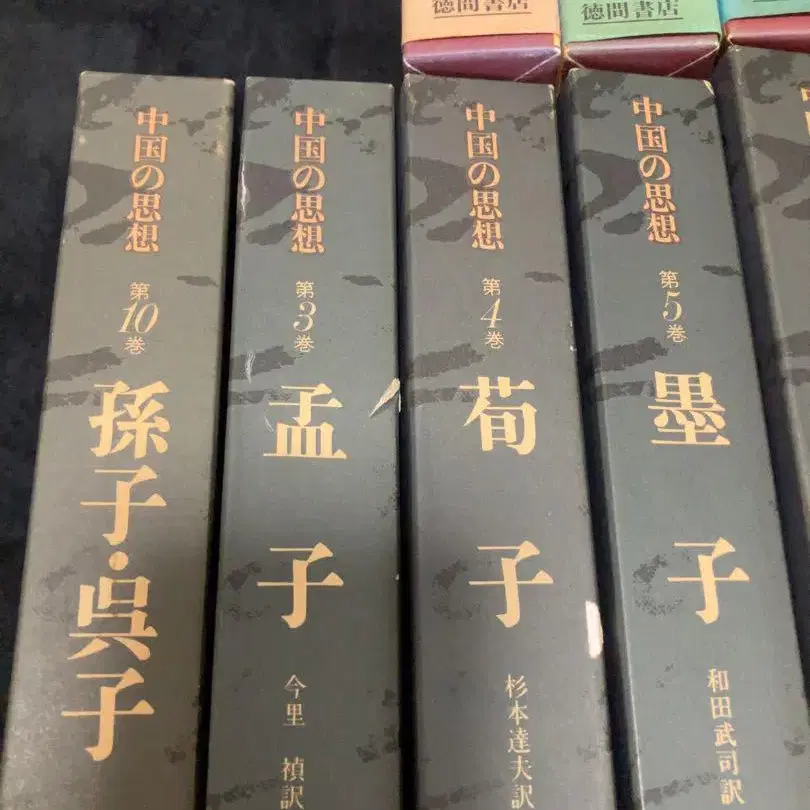 徳間書店
徳間書店
中国の思想
第10巻
孫子・呉子
中国の思想
第3巻
孟子
今里 禎訳
中国の思想
第4巻
荀子
杉本達夫訳
中国の思想
第5巻
墨子
和田武司訳